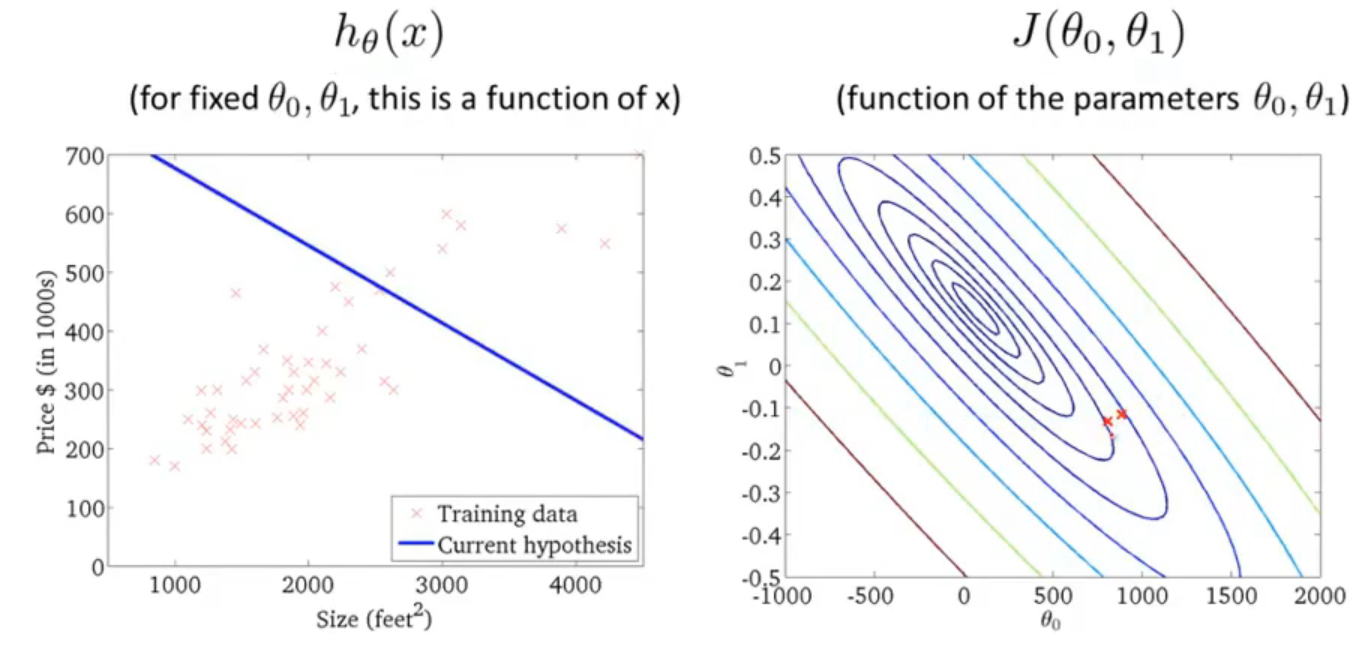 hθ(x)
(for fixed θ0, θ1, this is a function of x)
700
600
500
400
300
200
100
0
Price $ (in 1000s)
Training data
Current hypothesis
1000 2000 3000 4000
Size (feet2)
J(θ0, θ1)
(function of the parameters θ0, θ1)
0.5
0.4
0.3
0.2
0.1
0
-0.1
-0.2
-0.3
-0.4
-0.5
θ1
-1000 -500 0 500 1000 1500 2000
θ0